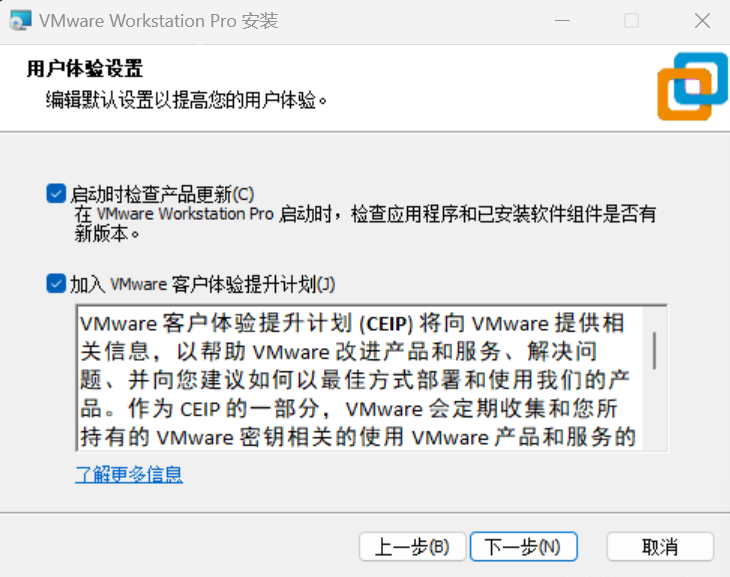 VMware Workstation Pro 安装
用户体验设置
编辑默认设置以提高您的用户体验。
启动时检查产品更新(C)
在 VMware Workstation Pro 启动时，检查应用程序和已安装软件组件是否有
新版本。
加入 VMware 客户体验提升计划(J)
VMware 客户体验提升计划 (CEIP) 将向 VMware 提供相
关信息，以帮助 VMware 改进产品和服务、解决问
题、并向您建议如何以最佳方式部署和使用我们的产
品。作为 CEIP 的一部分，VMware 会定期收集和您所
持有的 VMware 密钥相关的使用 VMware 产品和服务的
了解更多信息
上一步(B)
下一步(N)
取消